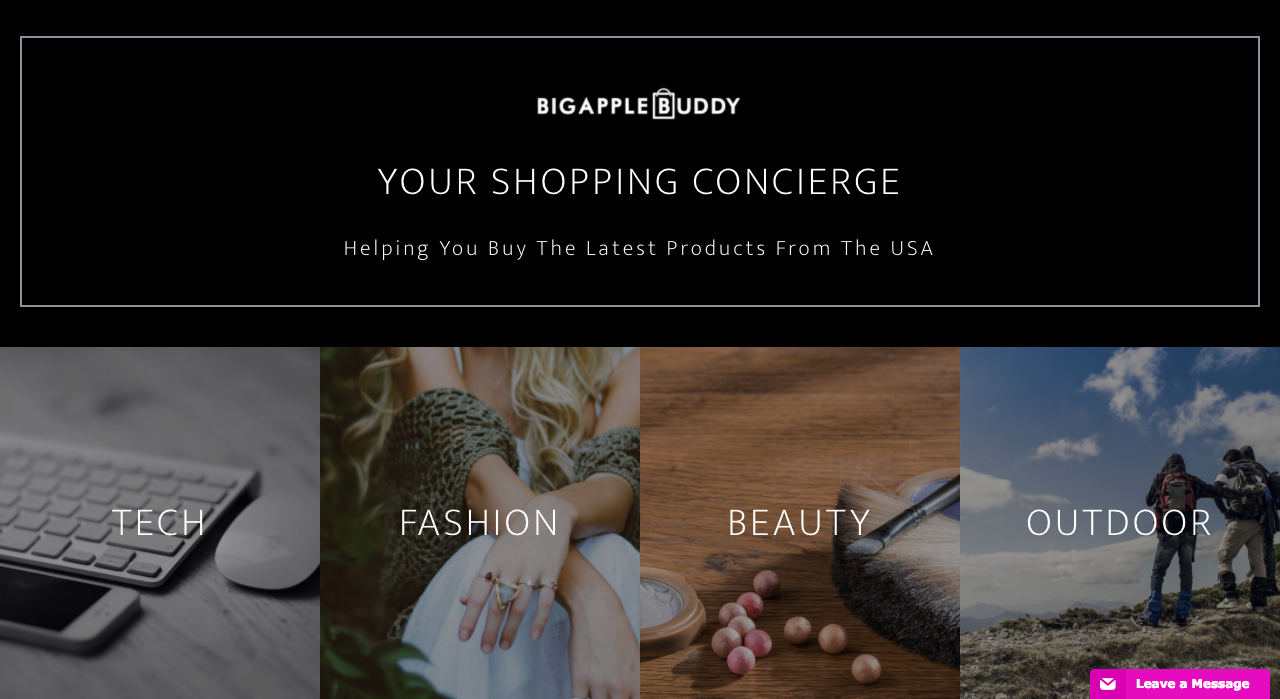 BIGAPPLEBUDDY
YOUR SHOPPING CONCIERGE
Helping You Buy The Latest Products From The USA
TECH
FASHION
BEAUTY
OUTDOOR
Leave a Message